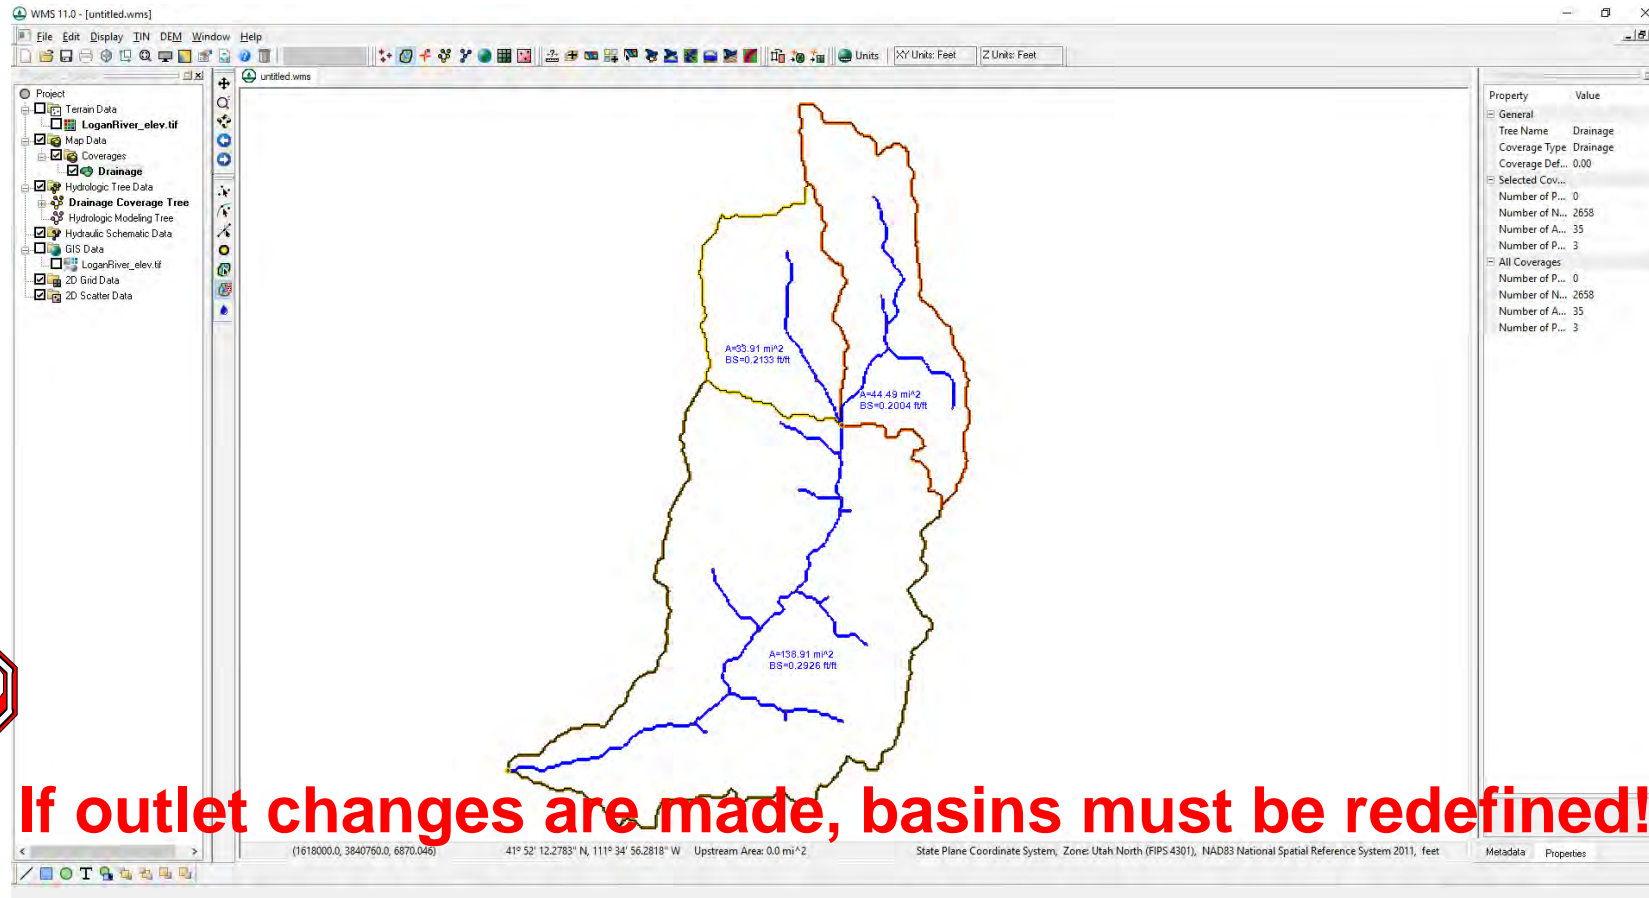 WMS 11.0 - [untitled.wms]
File Edit Display TIN DEM Window Help
Units XY Units: Feet Z Units: Feet
untitled.wms
Project
Terrain Data
LoganRiver_elev.tif
Map Data
Coverages
Drainage
Hydrologic Tree Data
Drainage Coverage Tree
Hydrologic Modeling Tree
Hydraulic Schematic Data
GIS Data
LoganRiver_elev.tif
2D Grid Data
2D Scatter Data
A=33.91 mi^2
BS=0.2133 ft/ft
A=44.49 mi^2
BS=0.2004 ft/ft
A=138.91 mi^2
BS=0.2926 ft/ft
Property Value
General
Tree Name Drainage
Coverage Type Drainage
Coverage Def... 0.00
Selected Cov...
Number of P... 0
Number of N... 2658
Number of A... 35
Number of P... 3
All Coverages
Number of P... 0
Number of N... 2658
Number of A... 35
Number of P... 3
If outlet changes are made, basins must be redefined!
(1618000.0, 3840760.0, 6870.046) 41° 52' 12.2783" N, 111° 34' 56.2818" W Upstream Area: 0.0 mi^2 State Plane Coordinate System, Zone: Utah North (FIPS 4301), NAD83 National Spatial Reference System 2011, feet
Metadata Properties